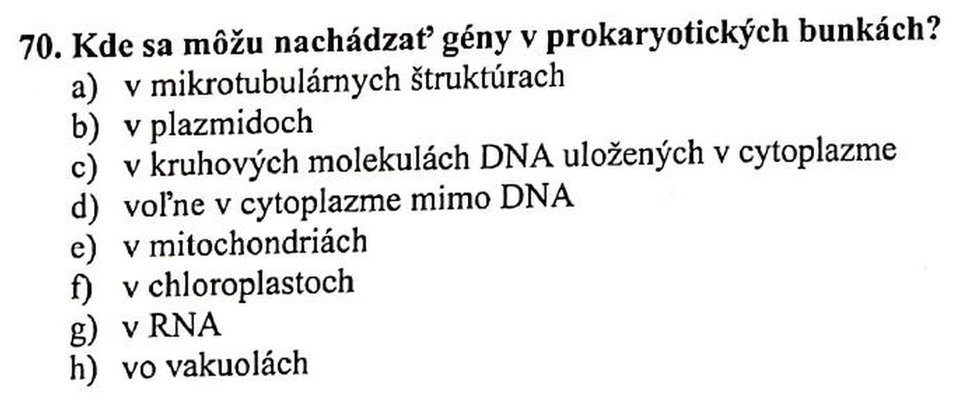 70. Kde sa môžu nachádzať gény v prokaryotických bunkách?
a) v mikrotubulárnych štruktúrach
b) v plazmidoch
c) v kruhových molekulách DNA uložených v cytoplazme
d) voľne v cytoplazme mimo DNA
e) v mitochondriách
f) v chloroplastoch
g) v RNA
h) vo vakuolách